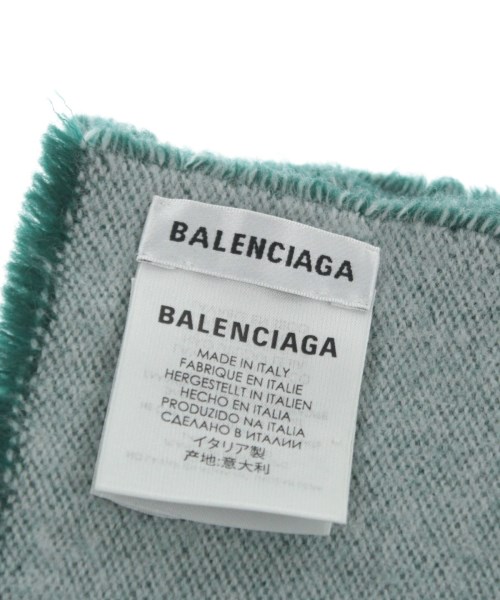 BALENCIAGA
BALENCIAGA
MADE IN ITALY
FABRIQUE EN ITALIE
HERGESTELLT IN ITALIEN
HECHO EN ITALIA
PRODUZIDO NA ITALIA
СДЕЛАНО В ИТАЛИИ
イタリア製
产地:意大利